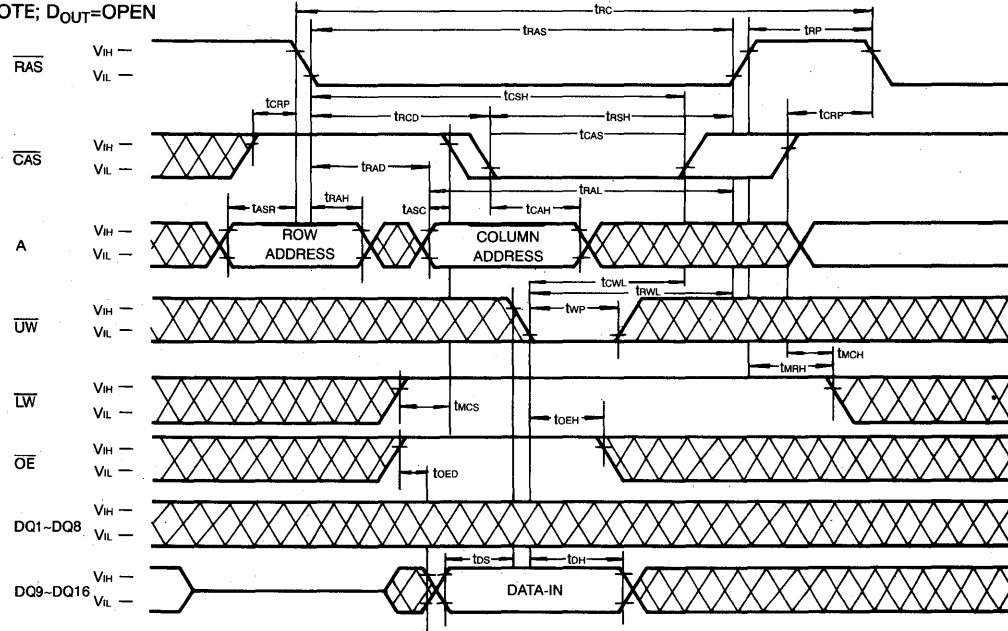 OTE; DOUT=OPEN
tRC
tRAS
tRP
RAS
VIH
VIL
tCSH
tCRP
tRCD
tRSH
tCRP
CAS
VIH
VIL
tCAS
tRAD
tRAL
tASR
tRAH
tASC
tCAH
A
VIH
VIL
ROW
ADDRESS
COLUMN
ADDRESS
tCWL
tRWL
UW
VIH
VIL
tWP
tMCH
tMRH
LW
VIH
VIL
tMCS
tOEH
OE
VIH
VIL
tOED
DQ1~DQ8
VIH
VIL
tDS
tDH
DQ9~DQ16
VIH
VIL
DATA-IN